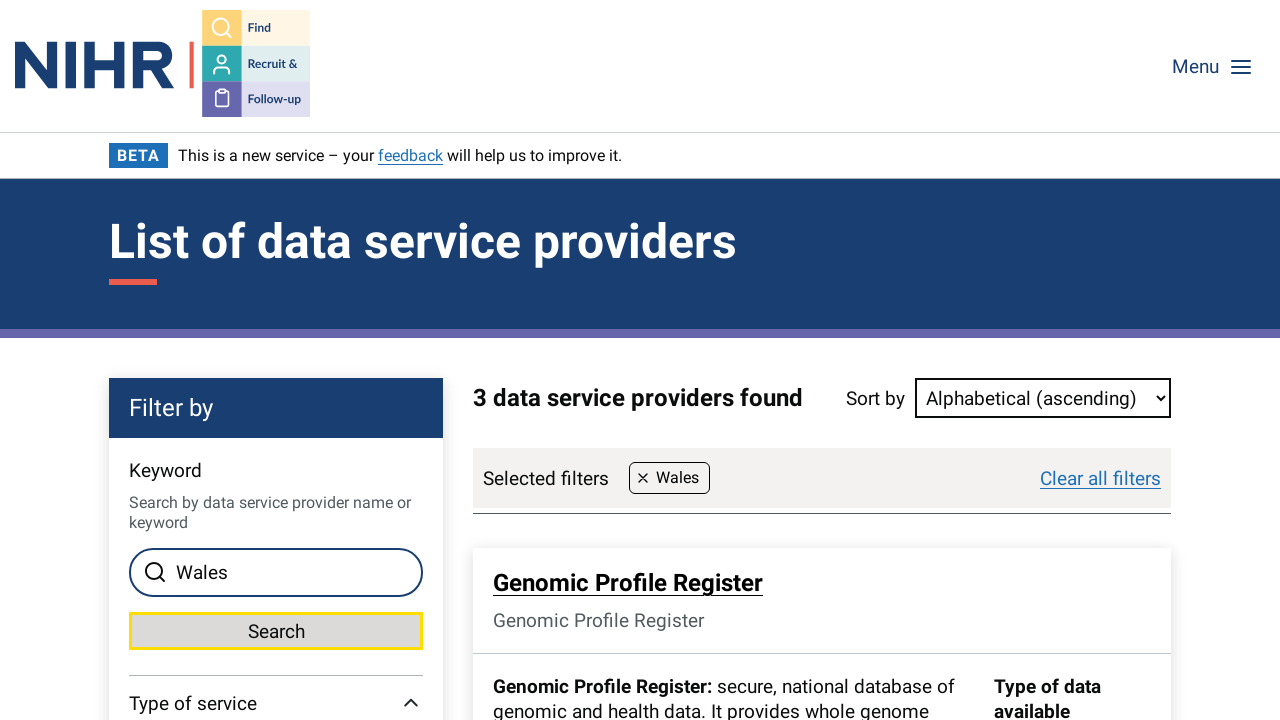 NIHR
Find
Recruit &
Follow-up
Menu
BETA This is a new service – your feedback will help us to improve it.
List of data service providers
Filter by
Keyword
Search by data service provider name or
keyword
Wales
Search
Type of service
3 data service providers found
Sort by Alphabetical (ascending)
Selected filters Wales Clear all filters
Genomic Profile Register
Genomic Profile Register
Genomic Profile Register: secure, national database of
genomic and health data. It provides whole genome
Type of data
available